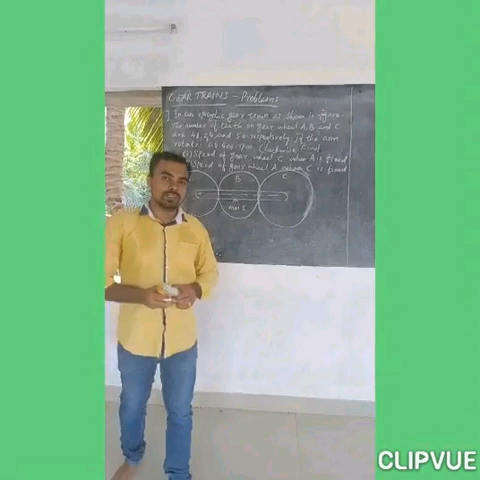 GEAR TRAINS - Problems
1) In an epicyclic gear train as shown in figure.
The number of teeth on gear wheel A, B and C
are 48, 24 and 50 respectively. If the arm
rotates at 400 rpm clockwise, Find
(a) Speed of gear wheel C when A is fixed
Speed of gear wheel A when C is fixed
B
C
arm
CLIPVUE